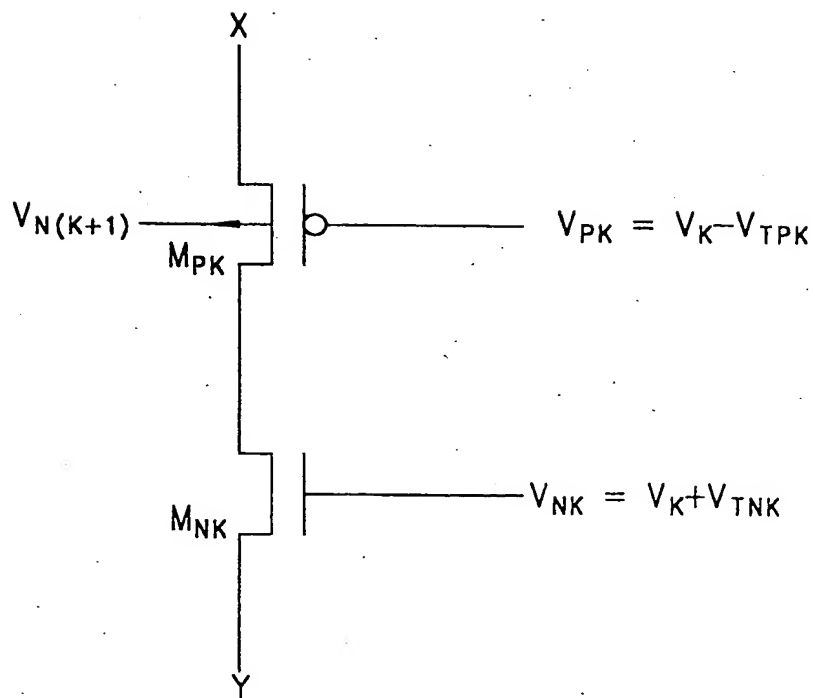 X
V_N(K+1)
M_PK
V_PK = V_K-V_TPK
M_NK
V_NK = V_K+V_TNK
Y